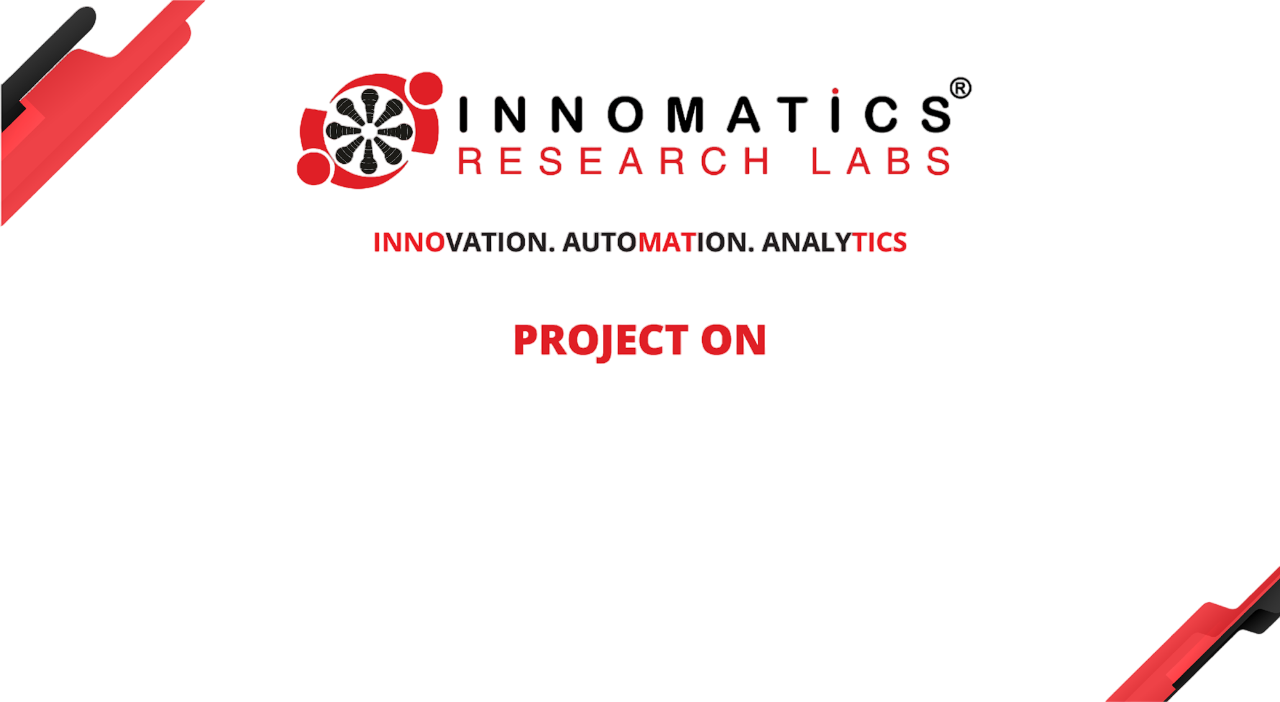 INNOMATICS®
RESEARCH LABS
INNOVATION. AUTOMATION. ANALYTICS
PROJECT ON